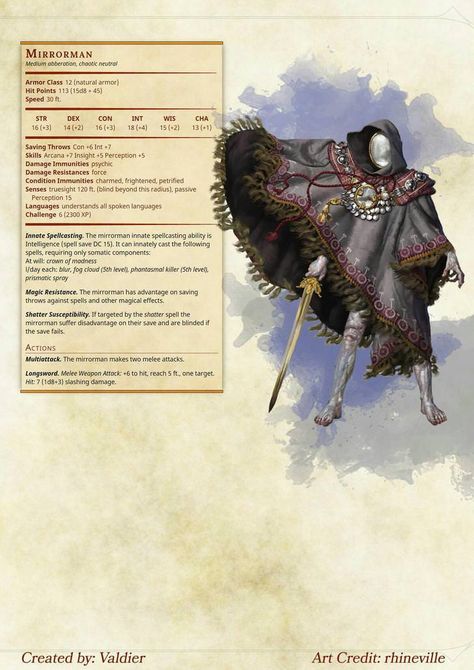 MIRRORMAN
Medium abberation, chaotic neutral
Armor Class 12 (natural armor)
Hit Points 113 (15d8 + 45)
Speed 30 ft.
STR DEX CON INT WIS CHA
16 (+3) 14 (+2) 16 (+3) 18 (+4) 15 (+2) 13 (+1)
Saving Throws Con +6 Int +7
Skills Arcana +7 Insight +5 Perception +5
Damage Immunities psychic
Damage Resistances force
Condition Immunities charmed, frightened, petrified
Senses truesight 120 ft. (blind beyond this radius), passive
Perception 15
Languages understands all spoken languages
Challenge 6 (2300 XP)
Innate Spellcasting. The mirrorman innate spellcasting ability is
Intelligence (spell save DC 15). It can innately cast the following
spells, requiring only somatic components:
At will: crown of madness
1/day each: blur, fog cloud (5th level), phantasmal killer (5th level),
prismatic spray
Magic Resistance. The mirrorman has advantage on saving
throws against spells and other magical effects.
Shatter Susceptibility. If targeted by the shatter spell the
mirrorman suffer disadvantage on their save and are blinded if
the save fails.
ACTIONS
Multiattack. The mirrorman makes two melee attacks.
Longsword. Melee Weapon Attack: +6 to hit, reach 5 ft., one target.
Hit: 7 (1d8+3) slashing damage.
Created by: Valdier
Art Credit: rhineville